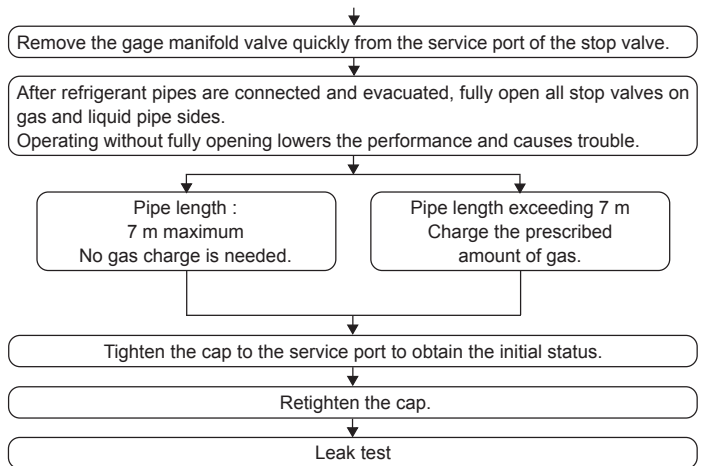 Remove the gage manifold valve quickly from the service port of the stop valve.
After refrigerant pipes are connected and evacuated, fully open all stop valves on
gas and liquid pipe sides.
Operating without fully opening lowers the performance and causes trouble.
Pipe length :
7 m maximum
No gas charge is needed.
Pipe length exceeding 7 m
Charge the prescribed
amount of gas.
Tighten the cap to the service port to obtain the initial status.
Retighten the cap.
Leak test